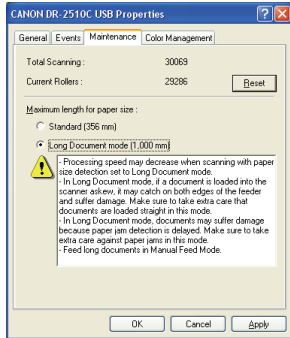 CANON DR-2510C USB Properties
General Events Maintenance Color Management
Total Scanning : 30069
Current Rollers : 29286 Reset
Maximum length for paper size :
Standard (356 mm)
Long Document mode (1,000 mm)
- Processing speed may decrease when scanning with paper
size detection set to Long Document mode.
- In Long Document mode, if a document is loaded into the
scanner askew, it may catch on both edges of the feeder
and suffer damage. Make sure to take extra care that
documents are loaded straight in this mode.
- In Long Document mode, documents may suffer damage
because paper jam detection is delayed. Make sure to take
extra care against paper jams in this mode.
- Feed long documents in Manual Feed Mode.
OK Cancel Apply